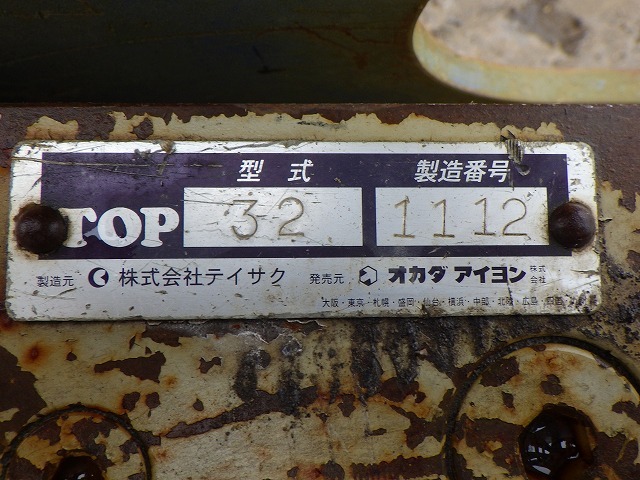 型式 製造番号
TOP 32 1112
製造元 株式会社テイサク 発売元 オカダ アイヨン 株式会社
大阪・東京・札幌・盛岡・仙台・横浜・中部・北陸・広島・四国